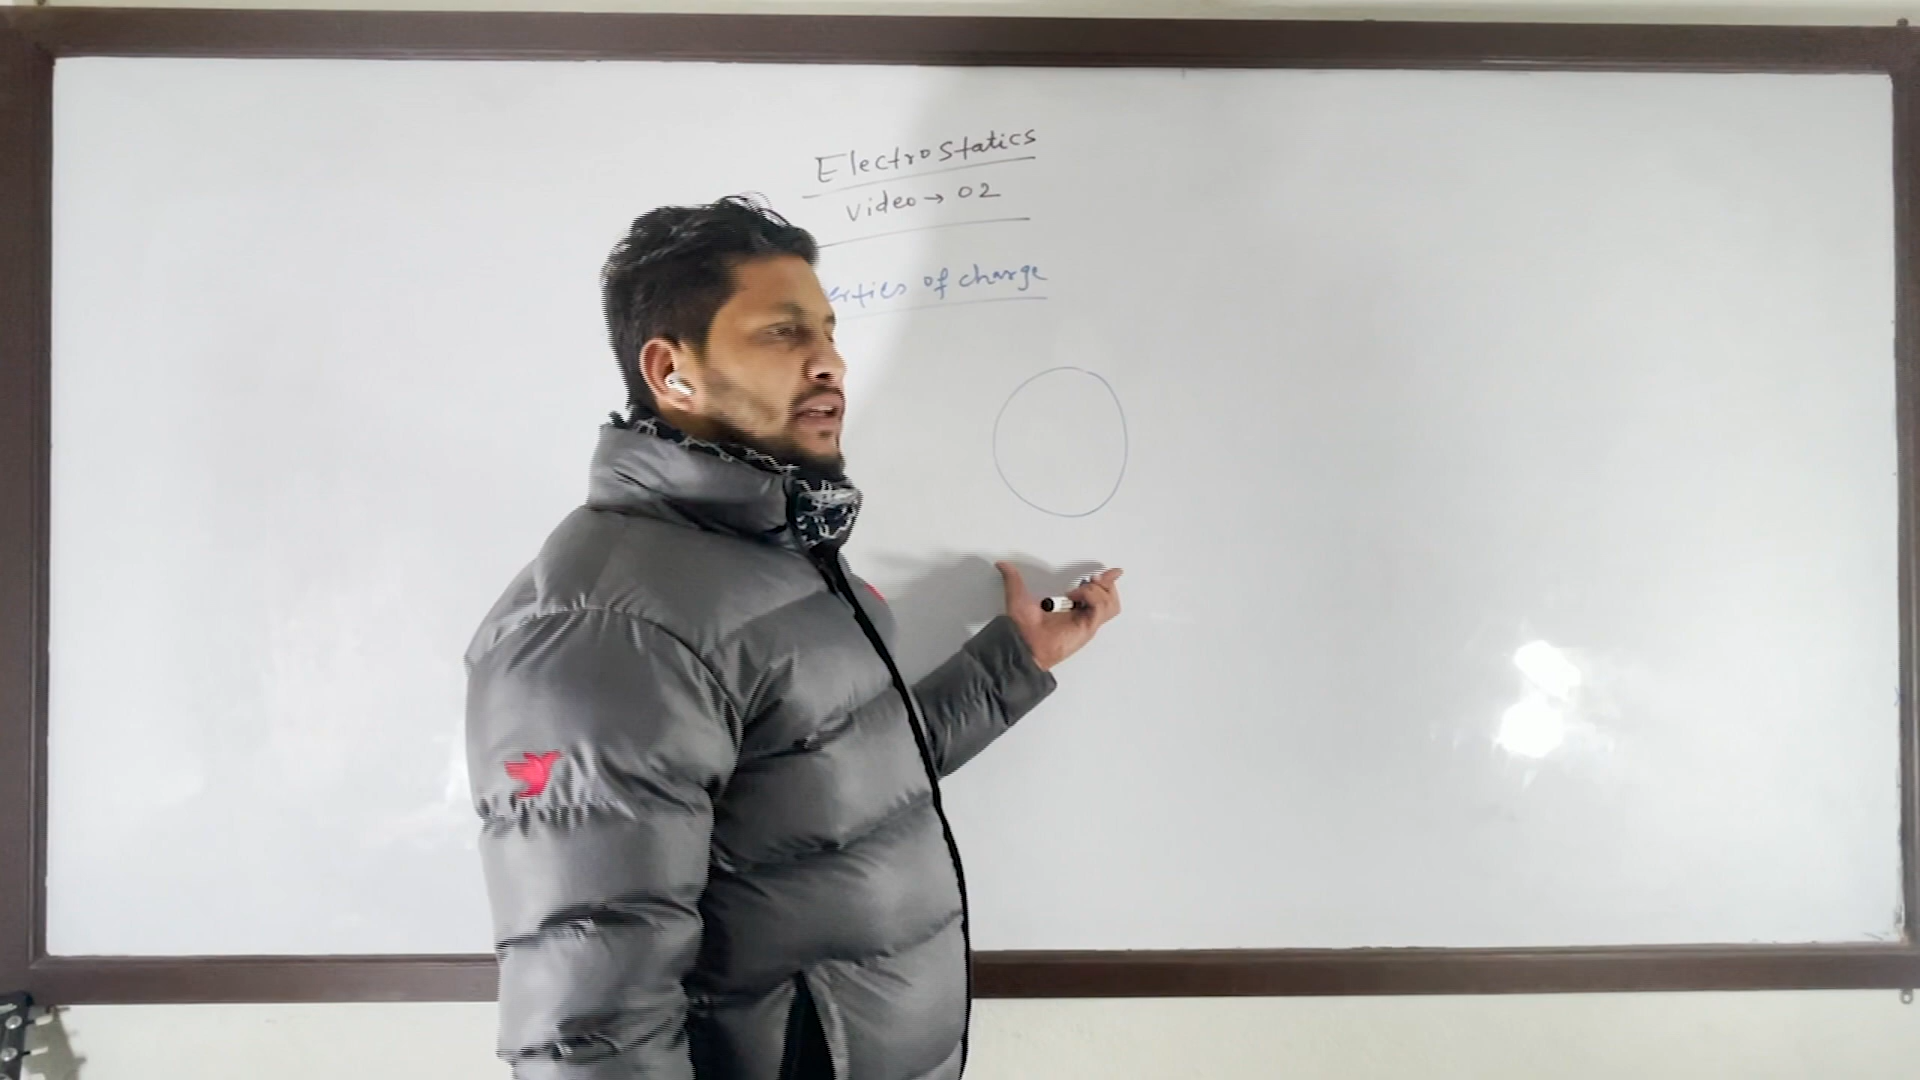 Electrostatics
Video → 02
erties of charge